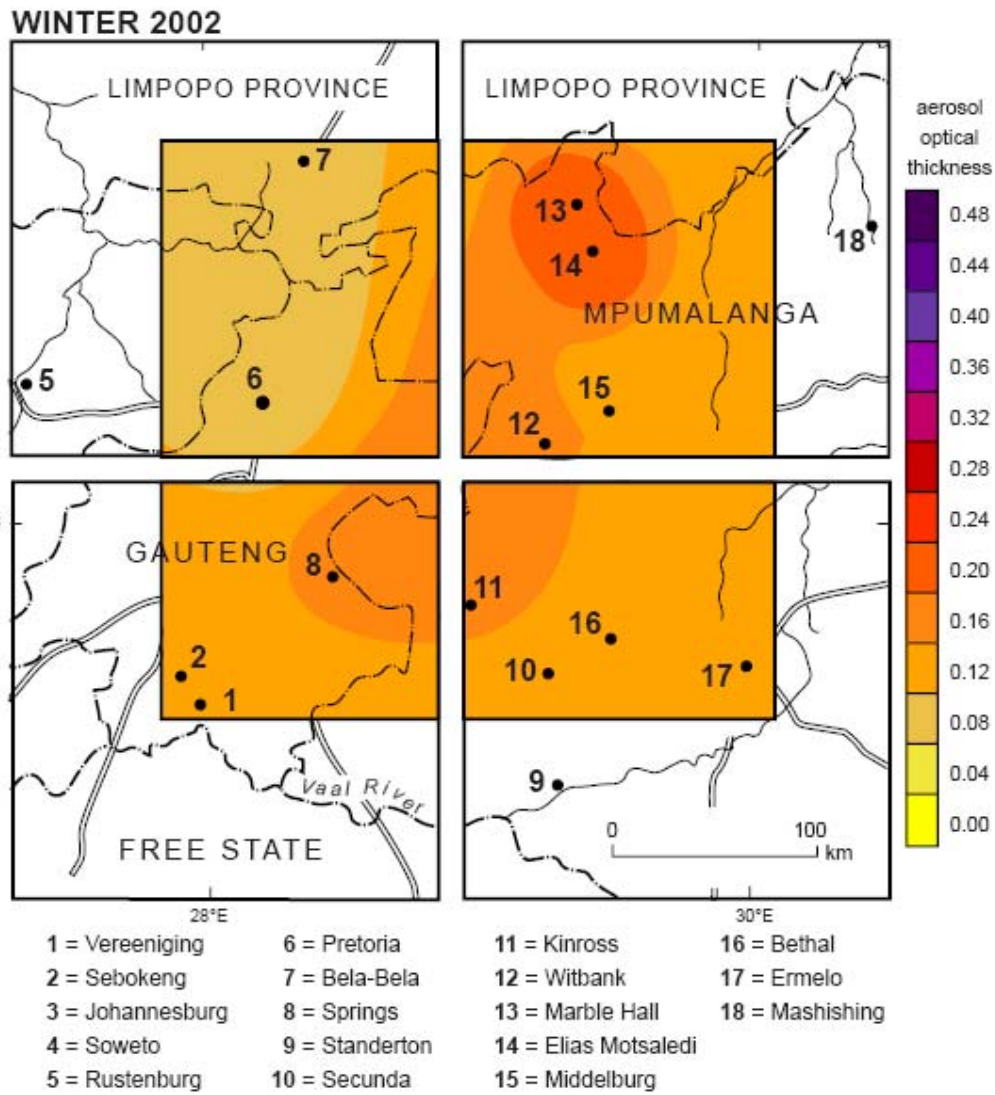 WINTER 2002
LIMPOPO PROVINCE
LIMPOPO PROVINCE
aerosol
optical
thickness
7
13
14
18
MPUMALANGA
5
6
15
12
0.48
0.44
0.40
0.36
0.32
0.28
0.24
0.20
0.16
0.12
0.08
0.04
0.00
GAUTENG
8
11
16
2
10
17
1
Vaal River
9
0 100
km
FREE STATE
28°E
30°E
1 = Vereeniging
2 = Sebokeng
3 = Johannesburg
4 = Soweto
5 = Rustenburg
6 = Pretoria
7 = Bela-Bela
8 = Springs
9 = Standerton
10 = Secunda
11 = Kinross
12 = Witbank
13 = Marble Hall
14 = Elias Motsaledi
15 = Middelburg
16 = Bethal
17 = Ermelo
18 = Mashishing